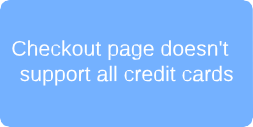 Checkout page doesn't
support all credit cards